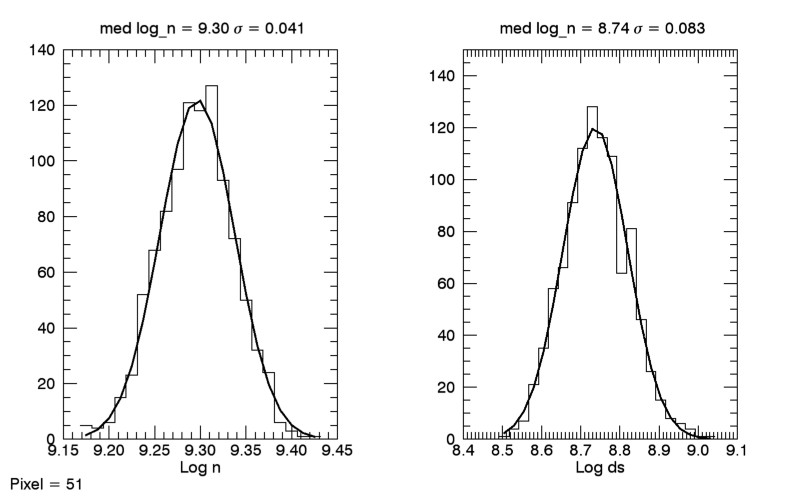 med log_n = 9.30 σ = 0.041
140
120
100
80
60
40
20
0
9.15 9.20 9.25 9.30 9.35 9.40 9.45
Log n
med log_n = 8.74 σ = 0.083
140
120
100
80
60
40
20
0
8.4 8.5 8.6 8.7 8.8 8.9 9.0 9.1
Log ds
Pixel = 51